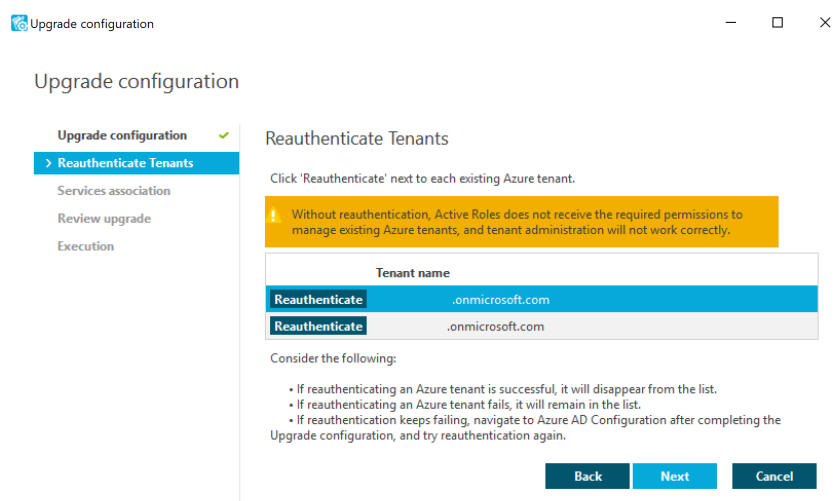 Upgrade configuration
Upgrade configuration
Upgrade configuration
Reauthenticate Tenants
Services association
Review upgrade
Execution
Reauthenticate Tenants
Click 'Reauthenticate' next to each existing Azure tenant.
Without reauthentication, Active Roles does not receive the required permissions to
manage existing Azure tenants, and tenant administration will not work correctly.
Tenant name
Reauthenticate .onmicrosoft.com
Reauthenticate .onmicrosoft.com
Consider the following:
• If reauthenticating an Azure tenant is successful, it will disappear from the list.
• If reauthenticating an Azure tenant fails, it will remain in the list.
• If reauthentication keeps failing, navigate to Azure AD Configuration after completing the
Upgrade configuration, and try reauthentication again.
Back Next Cancel